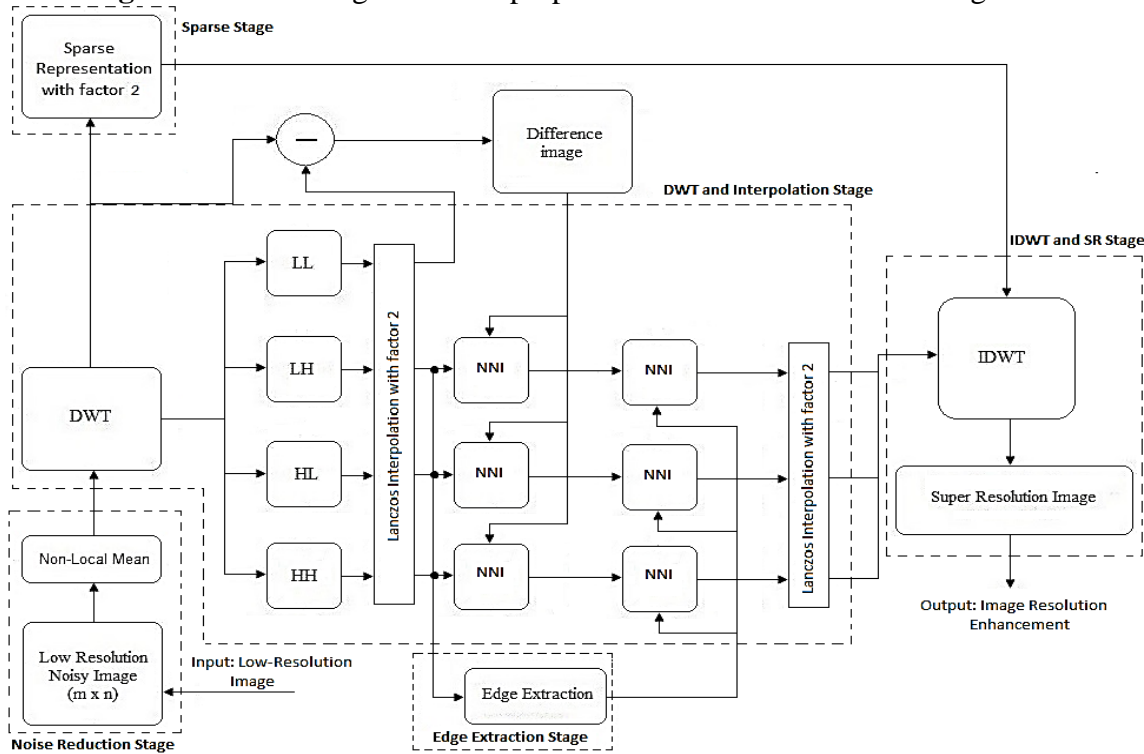 Sparse Stage
Sparse
Representation
with factor 2
—
Difference
image
DWT and Interpolation Stage
IDWT and SR Stage
LL
LH
HL
HH
Lanczos Interpolation with factor 2
NNI
NNI
NNI
NNI
NNI
NNI
Lanczos Interpolation with factor 2
DWT
IDWT
Super Resolution Image
Output: Image Resolution
Enhancement
Non-Local Mean
Low Resolution
Noisy Image
(m x n)
Input: Low-Resolution
Image
Noise Reduction Stage
Edge Extraction
Edge Extraction Stage